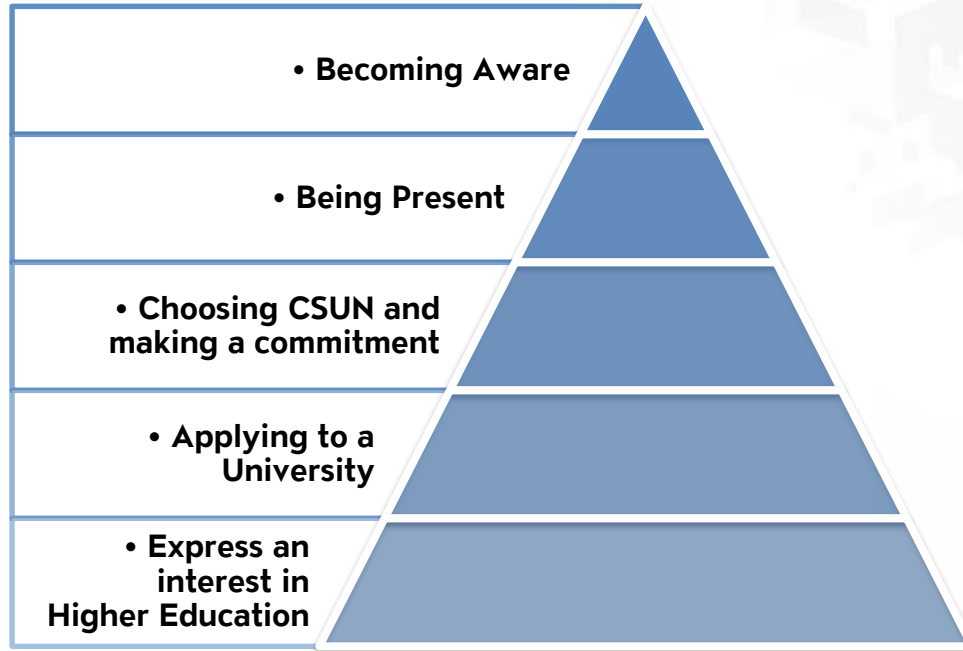 • Becoming Aware
• Being Present
• Choosing CSUN and
making a commitment
• Applying to a
University
• Express an
interest in
Higher Education